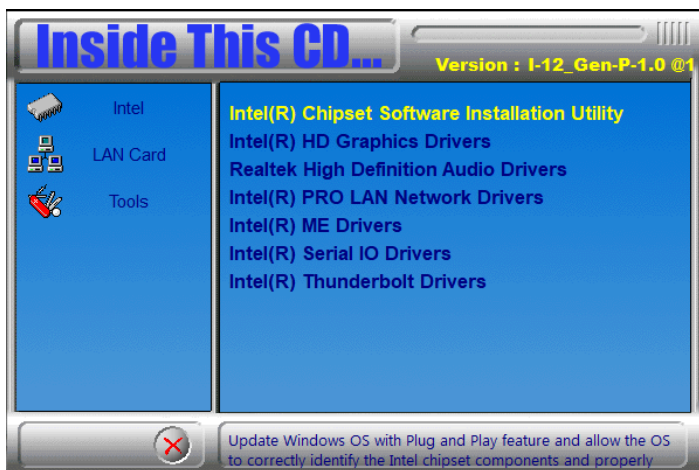 Inside This CD...
Version : I-12_Gen-P-1.0 @1
Intel
LAN Card
Tools
Intel(R) Chipset Software Installation Utility
Intel(R) HD Graphics Drivers
Realtek High Definition Audio Drivers
Intel(R) PRO LAN Network Drivers
Intel(R) ME Drivers
Intel(R) Serial IO Drivers
Intel(R) Thunderbolt Drivers
Update Windows OS with Plug and Play feature and allow the OS
to correctly identify the Intel chipset components and properly